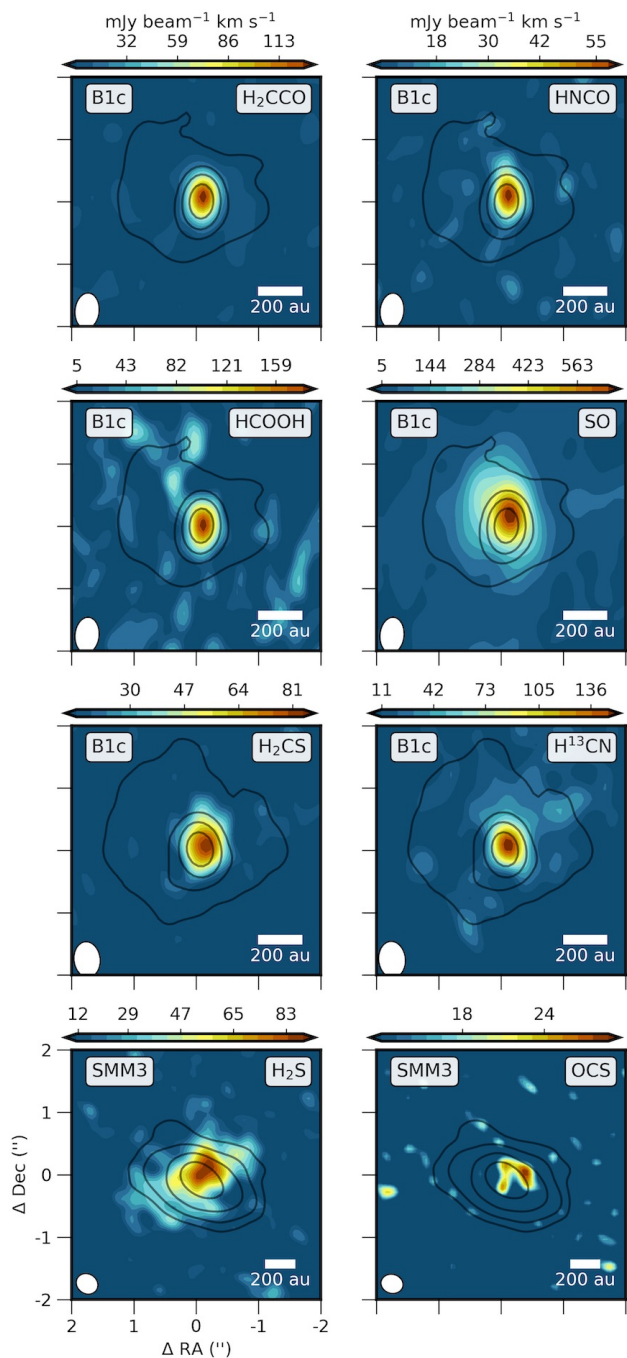 mJy beam⁻¹ km s⁻¹ mJy beam⁻¹ km s⁻¹
32 59 86 113 18 30 42 55
B1c H₂CCO B1c HNCO
200 au 200 au
5 43 82 121 159 5 144 284 423 563
B1c HCOOH B1c SO
200 au 200 au
30 47 64 81 11 42 73 105 136
B1c H₂CS B1c H¹³CN
200 au 200 au
12 29 47 65 83 18 24
2
SMM3 H₂S SMM3 OCS
1
0
Δ Dec ('')
-1
200 au 200 au
-2
2 1 0 -1 -2
Δ RA ('')